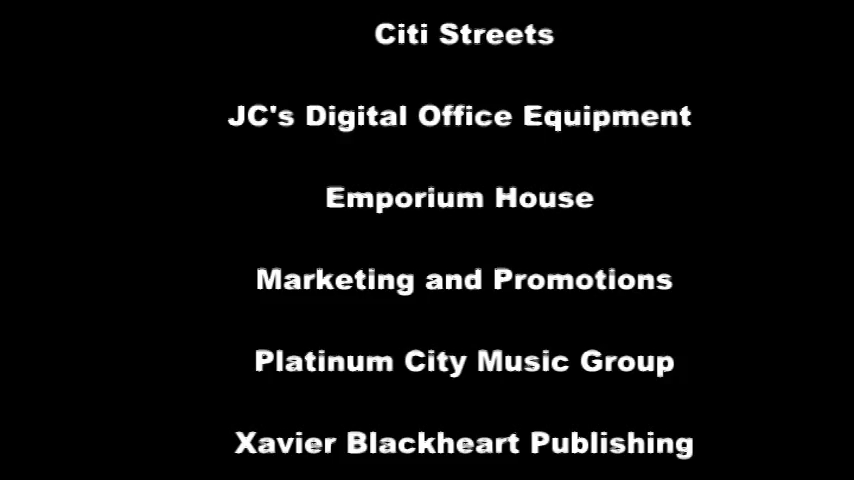 Citi Streets
JC's Digital Office Equipment
Emporium House
Marketing and Promotions
Platinum City Music Group
Xavier Blackheart Publishing